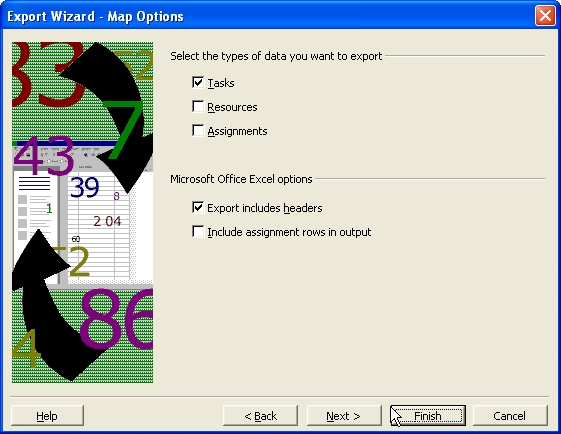 Export Wizard - Map Options
Select the types of data you want to export
Tasks
Resources
Assignments
Microsoft Office Excel options
Export includes headers
Include assignment rows in output
33
52
7
43
39
8
1
2 04
60
52
86
4
Help
< Back
Next >
Finish
Cancel